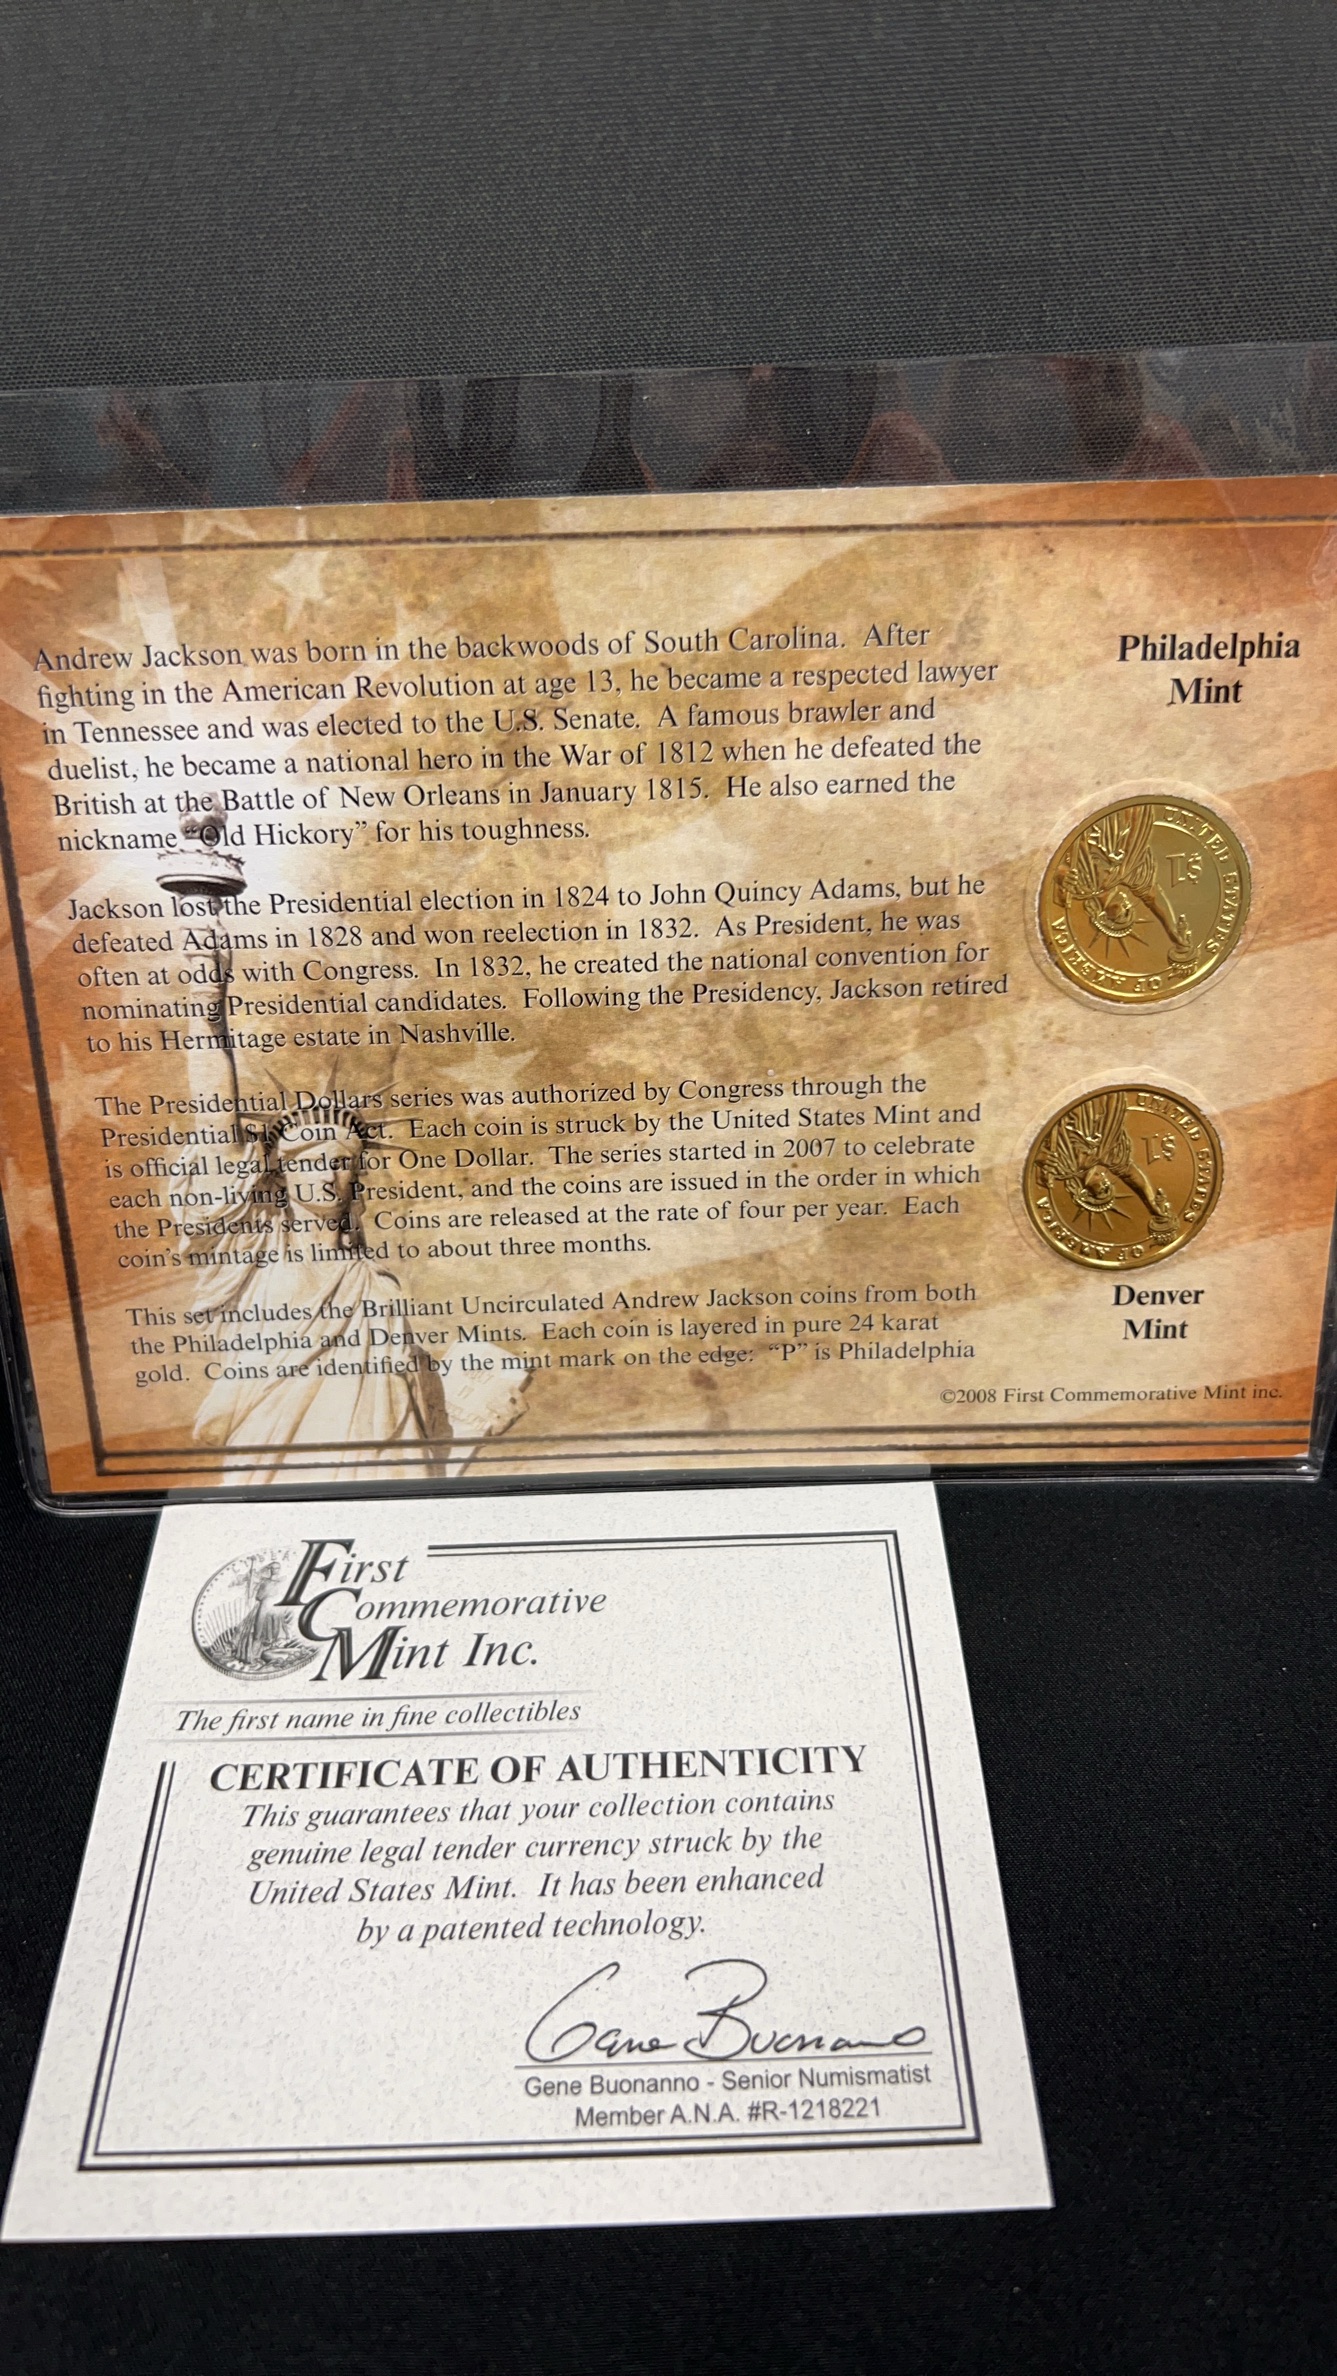 Andrew Jackson was born in the backwoods of South Carolina. After
fighting in the American Revolution at age 13, he became a respected lawyer
in Tennessee and was elected to the U.S. Senate. A famous brawler and
duelist, he became a national hero in the War of 1812 when he defeated the
British at the Battle of New Orleans in January 1815. He also earned the
nickname “Old Hickory” for his toughness.
Jackson lost the Presidential election in 1824 to John Quincy Adams, but he
defeated Adams in 1828 and won reelection in 1832. As President, he was
often at odds with Congress. In 1832, he created the national convention for
nominating Presidential candidates. Following the Presidency, Jackson retired
to his Hermitage estate in Nashville.
The Presidential Dollars series was authorized by Congress through the
Presidential $1 Coin Act. Each coin is struck by the United States Mint and
is official legal tender for One Dollar. The series started in 2007 to celebrate
each non-living U.S. President, and the coins are issued in the order in which
the Presidents served. Coins are released at the rate of four per year. Each
coin’s mintage is limited to about three months.
This set includes the Brilliant Uncirculated Andrew Jackson coins from both
the Philadelphia and Denver Mints. Each coin is layered in pure 24 karat
gold. Coins are identified by the mint mark on the edge: “P” is Philadelphia
Philadelphia
Mint
UNITED STATES OF AMERICA
$1
UNITED STATES OF AMERICA
$1
Denver
Mint
©2008 First Commemorative Mint inc.
First
Commemorative
Mint Inc.
The first name in fine collectibles
CERTIFICATE OF AUTHENTICITY
This guarantees that your collection contains
genuine legal tender currency struck by the
United States Mint. It has been enhanced
by a patented technology.
Gene Buonanno
Gene Buonanno - Senior Numismatist
Member A.N.A. #R-1218221